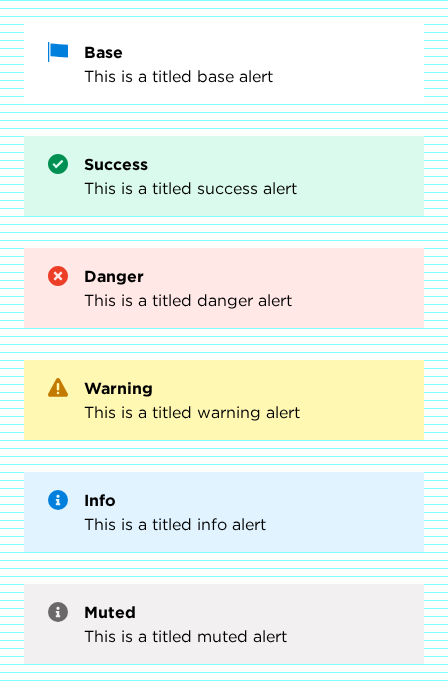 Base
This is a titled base alert
Success
This is a titled success alert
Danger
This is a titled danger alert
Warning
This is a titled warning alert
Info
This is a titled info alert
Muted
This is a titled muted alert